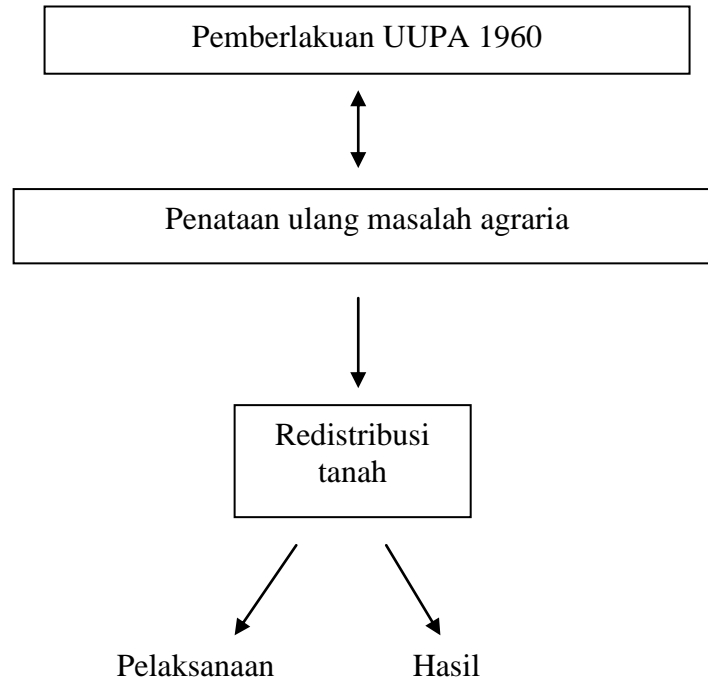 Pemberlakuan UUPA 1960
Penataan ulang masalah agraria
Redistribusi
tanah
Pelaksanaan Hasil